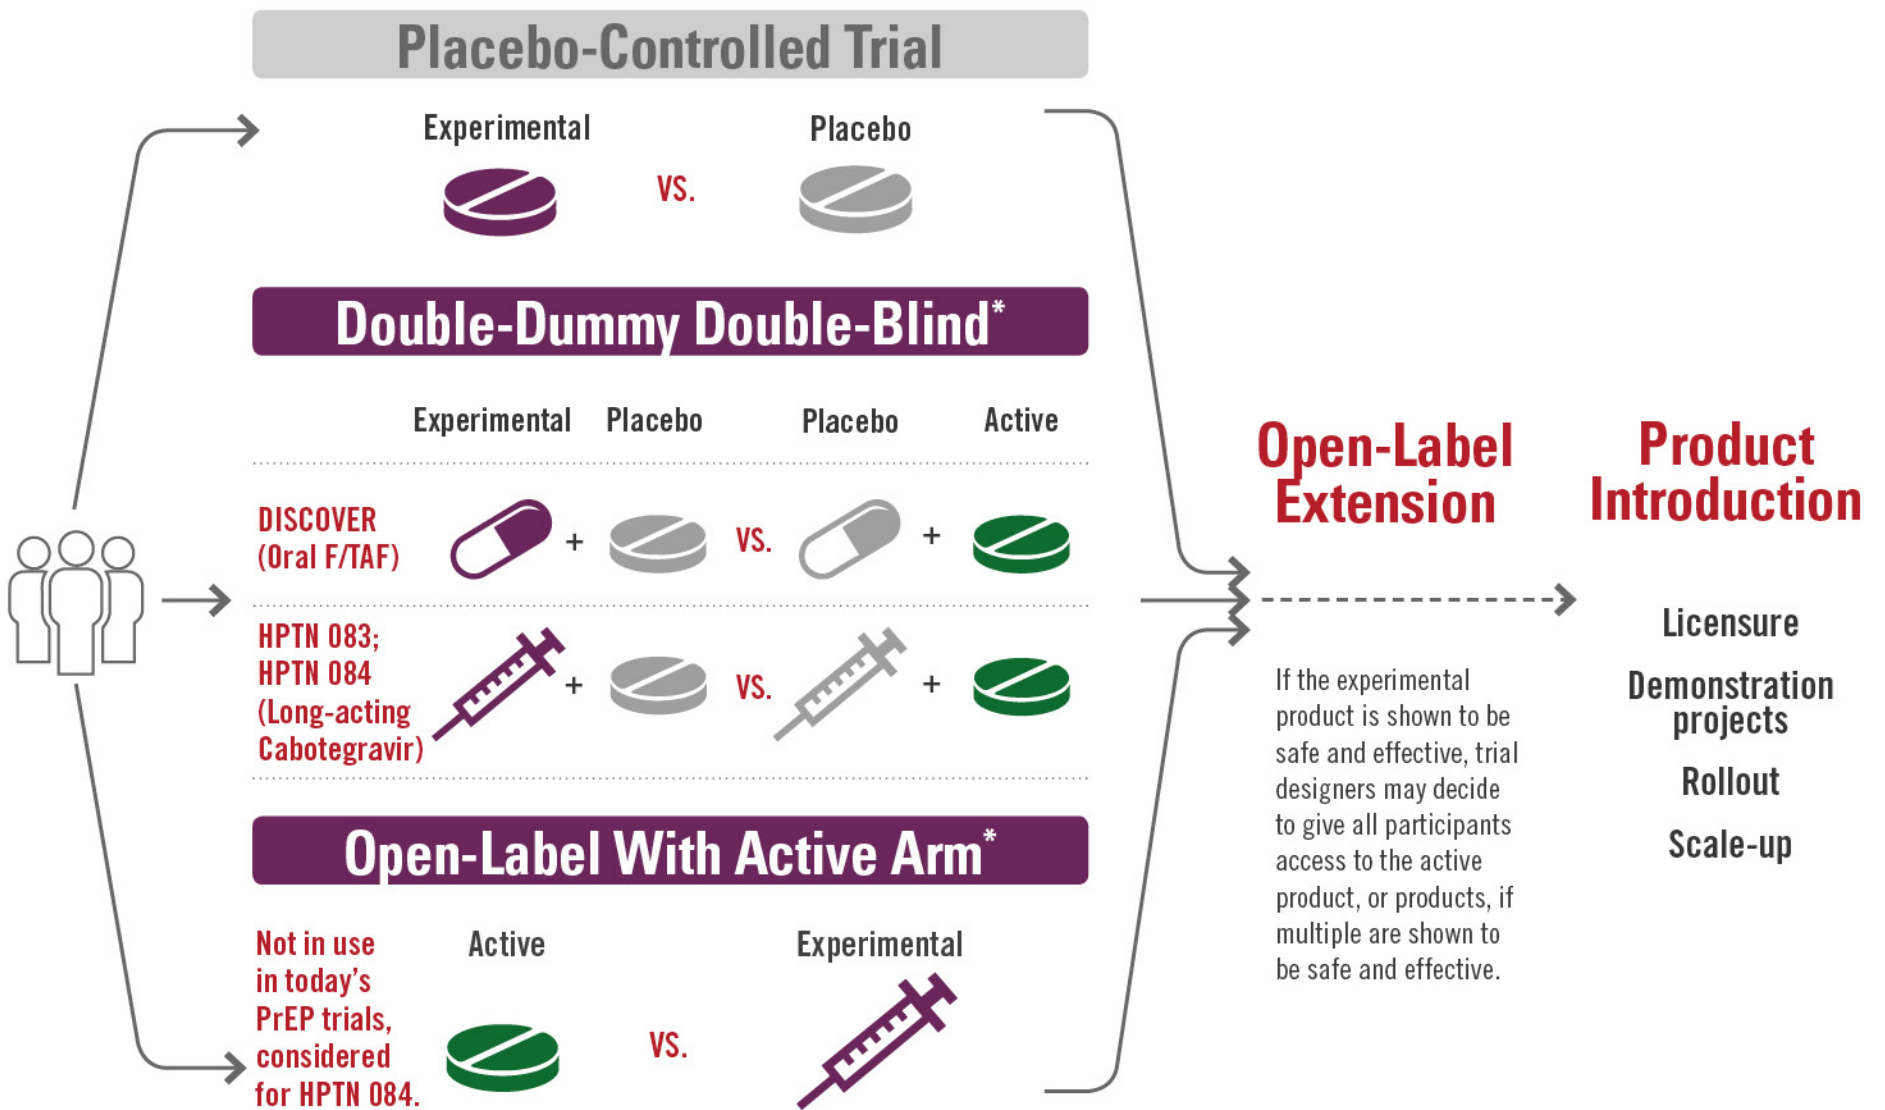 Placebo-Controlled Trial
Experimental
Placebo
VS.
Double-Dummy Double-Blind*
Experimental
Placebo
Placebo
Active
DISCOVER
(Oral F/TAF)
+
VS.
+
HPTN 083;
HPTN 084
(Long-acting
Cabotegravir)
+
VS.
+
Open-Label With Active Arm*
Not in use
in today's
PrEP trials,
considered
for HPTN 084.
Active
VS.
Experimental
Open-Label
Extension
If the experimental
product is shown to be
safe and effective, trial
designers may decide
to give all participants
access to the active
product, or products, if
multiple are shown to
be safe and effective.
Product
Introduction
Licensure
Demonstration
projects
Rollout
Scale-up